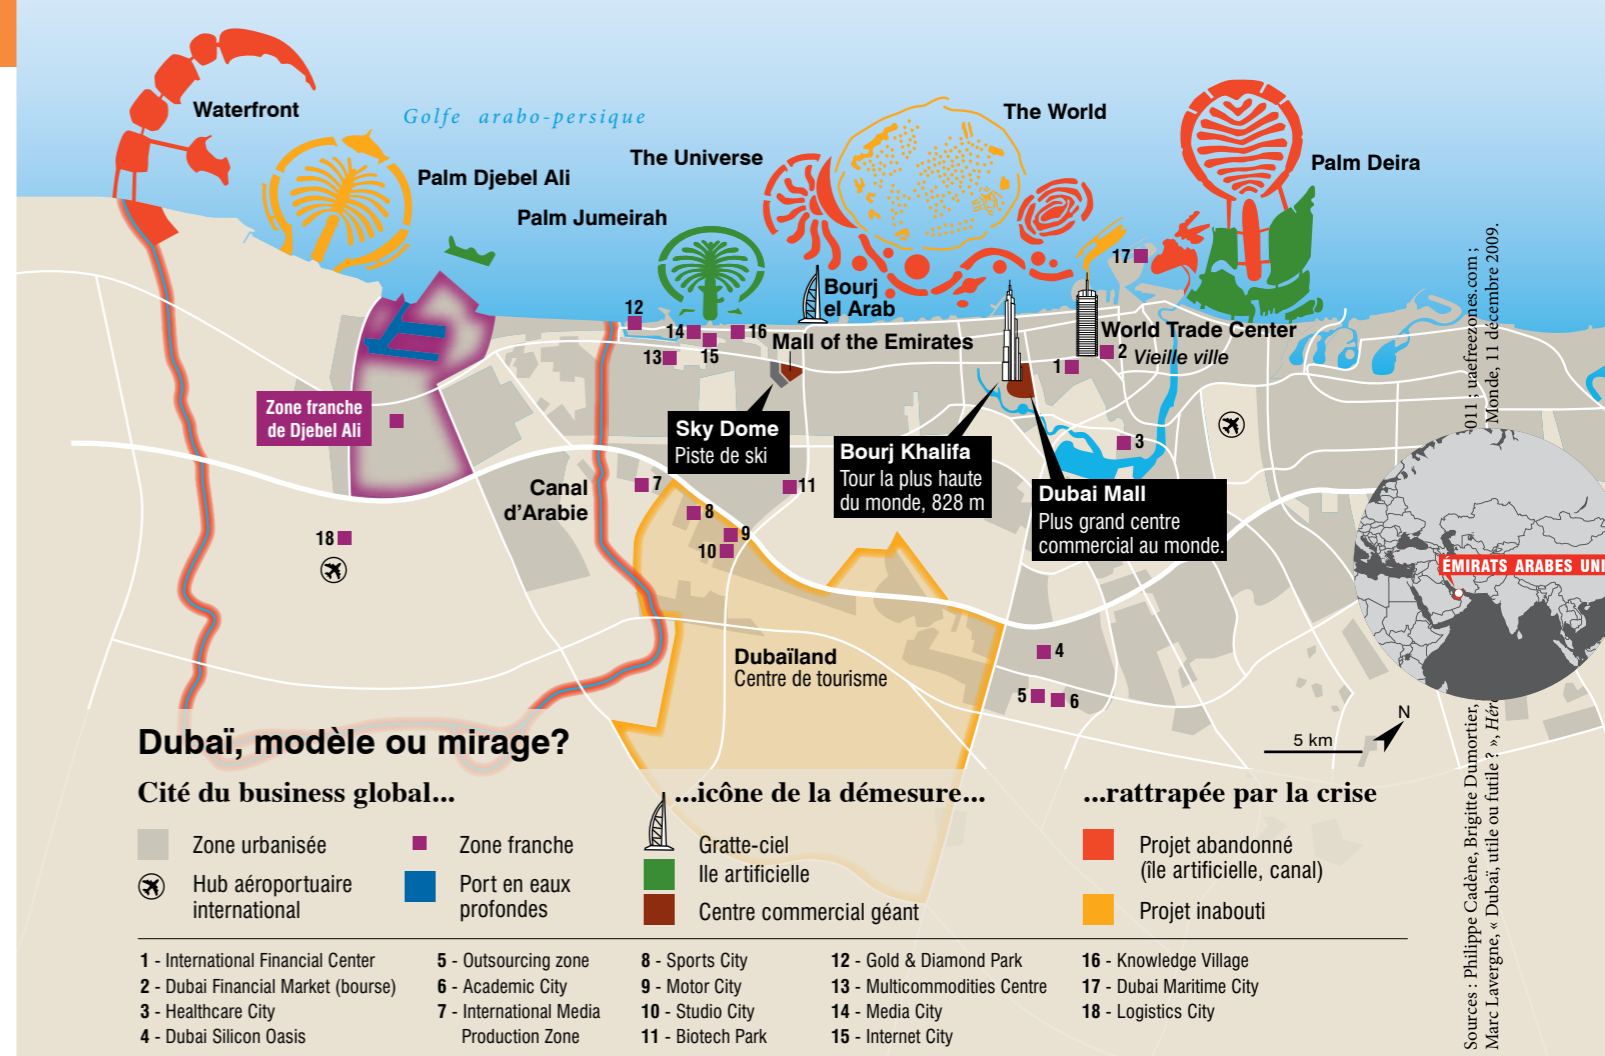 Waterfront
Golfe arabo-persique
The World
The Universe
Palm Djebel Ali
Palm Deira
Palm Jumeirah
17
Bourj
el Arab
12
14
16
15
13
Mall of the Emirates
World Trade Center
1
2
Vieille ville
Zone franche
de Djebel Ali
Sky Dome
Piste de ski
Bourj Khalifa
Tour la plus haute
du monde, 828 m
3
Canal
d’Arabie
7
11
Dubai Mall
Plus grand centre
commercial au monde.
8
9
10
18
ÉMIRATS ARABES UNI
Dubaïland
Centre de tourisme
4
5
6
N
5 km
Dubaï, modèle ou mirage?
Cité du business global...
Zone urbanisée
Hub aéroportuaire
international
Zone franche
Port en eaux
profondes
...icône de la démesure...
Gratte-ciel
Ile artificielle
Centre commercial géant
...rattrapée par la crise
Projet abandonné
(île artificielle, canal)
Projet inabouti
1 - International Financial Center
2 - Dubai Financial Market (bourse)
3 - Healthcare City
4 - Dubai Silicon Oasis
5 - Outsourcing zone
6 - Academic City
7 - International Media
Production Zone
8 - Sports City
9 - Motor City
10 - Studio City
11 - Biotech Park
12 - Gold & Diamond Park
13 - Multicommodities Centre
14 - Media City
15 - Internet City
16 - Knowledge Village
17 - Dubai Maritime City
18 - Logistics City
Sources : Philippe Cadène, Brigitte Dumortier, 011 ; uaefreezones.com ;
Marc Lavergne, « Dubaï, utile ou futile ? », Monde, 11 décembre 2009.